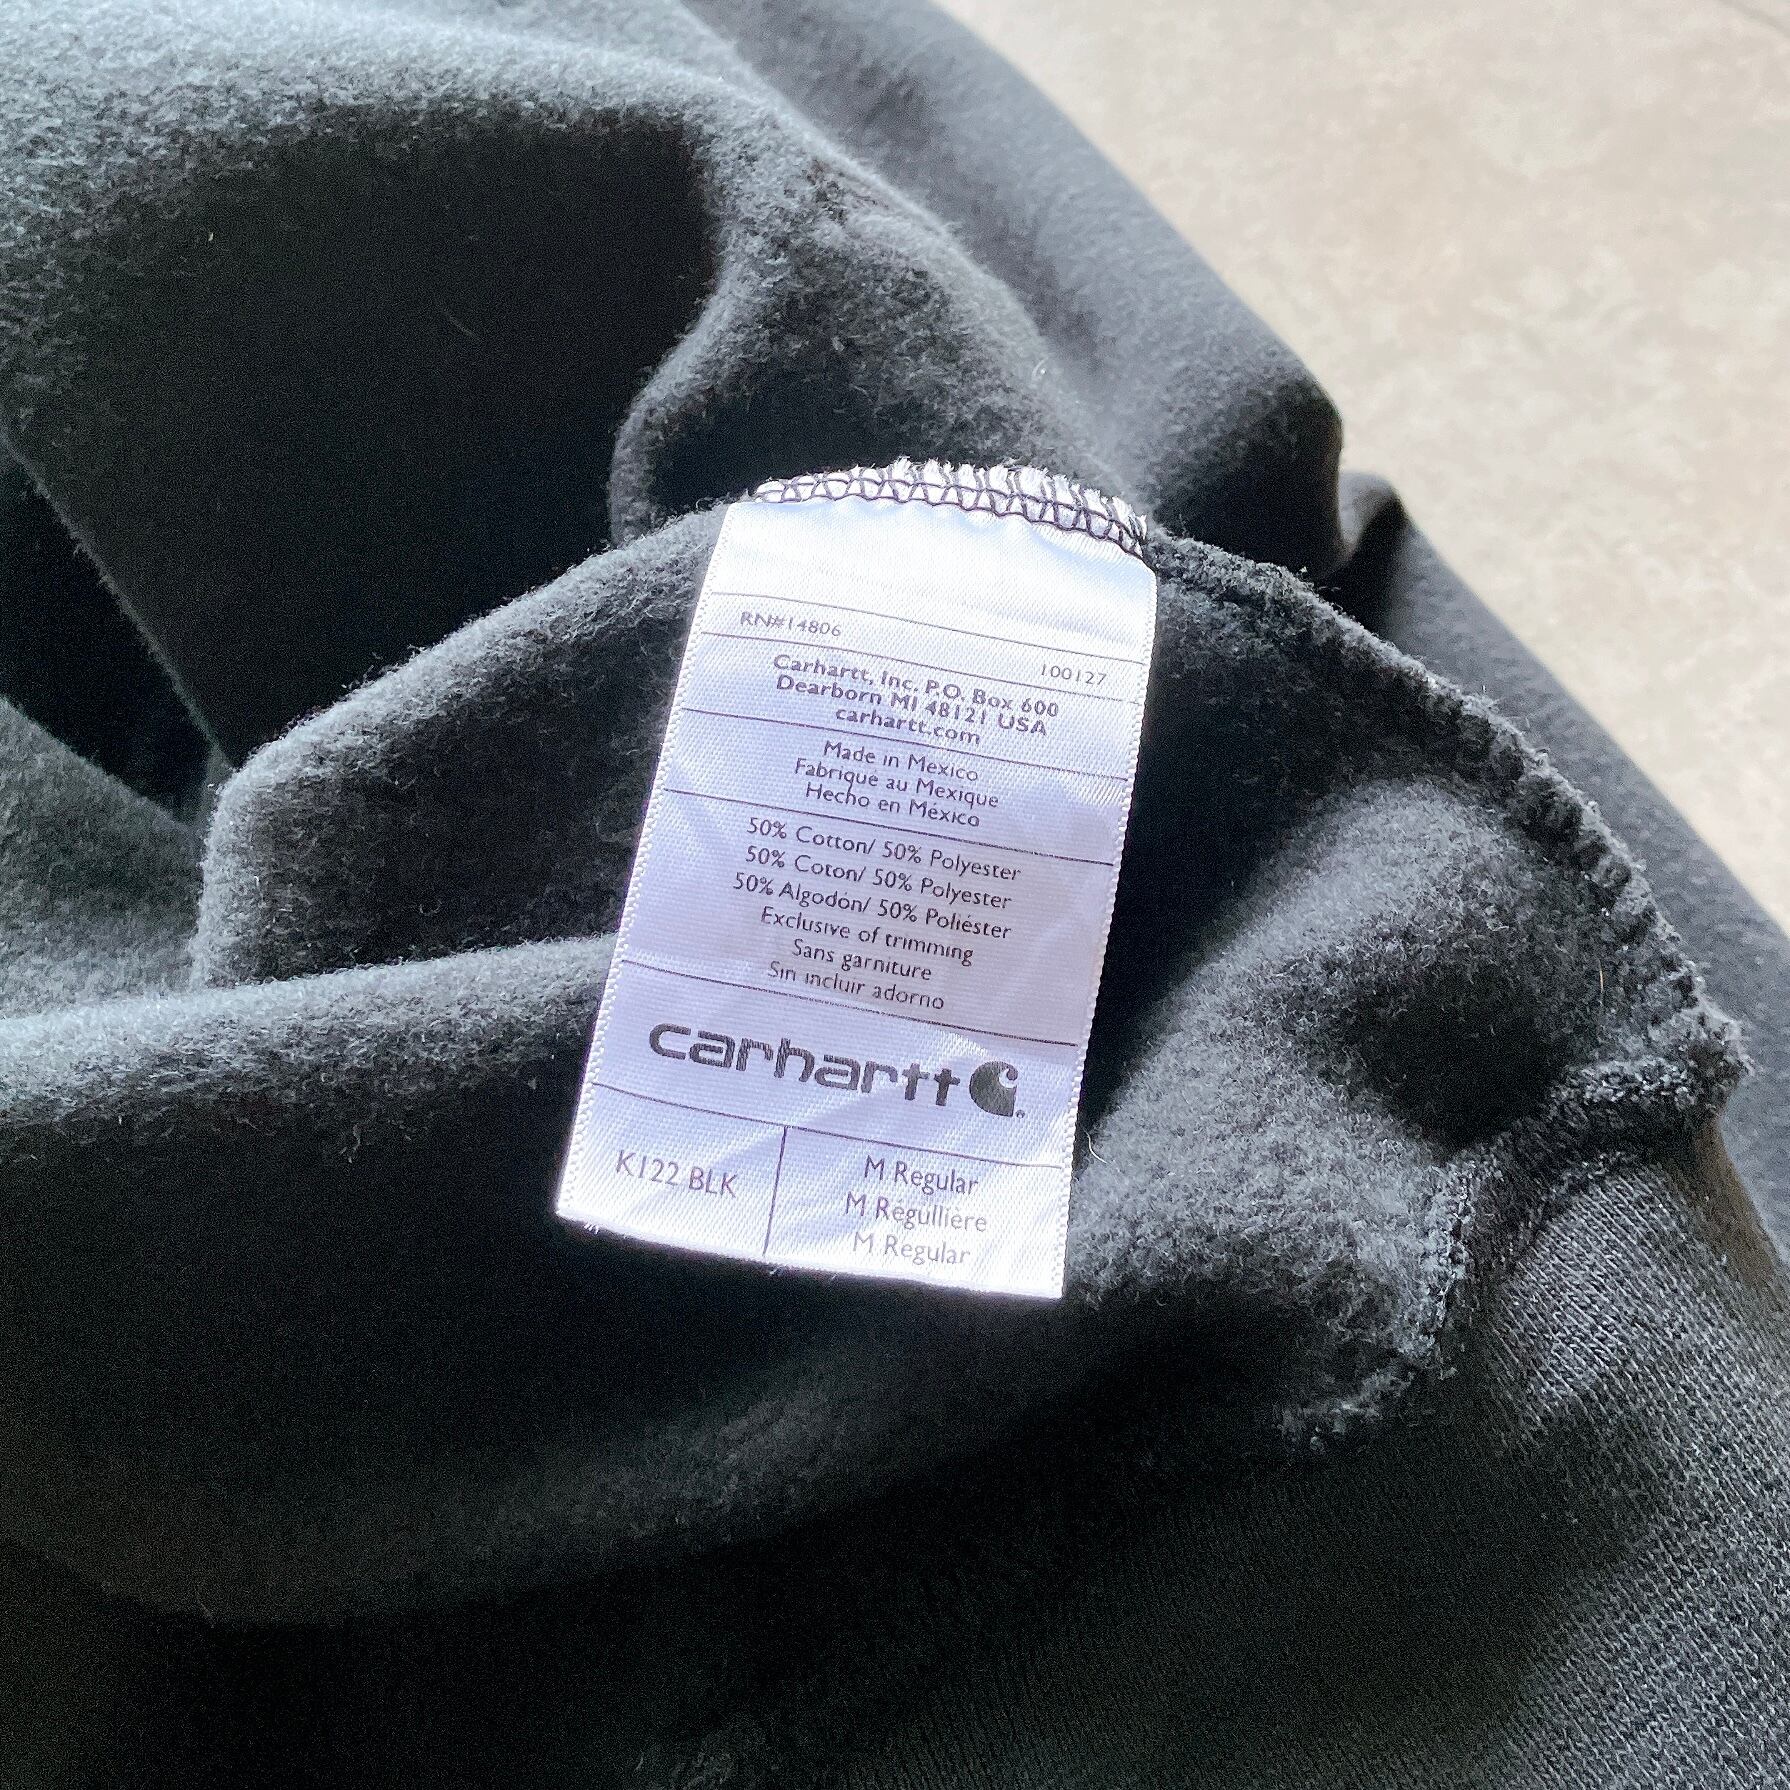 RN#14806
100127
Carhartt, Inc. P.O. Box 600
Dearborn MI 48121 USA
carhartt.com
Made in Mexico
Fabriqué au Mexique
Hecho en México
50% Cotton/ 50% Polyester
50% Coton/ 50% Polyester
50% Algodón/ 50% Poliéster
Exclusive of trimming
Sans garniture
Sin incluir adorno
carhartt
K122 BLK
M Regular
M Régullière
M Regular